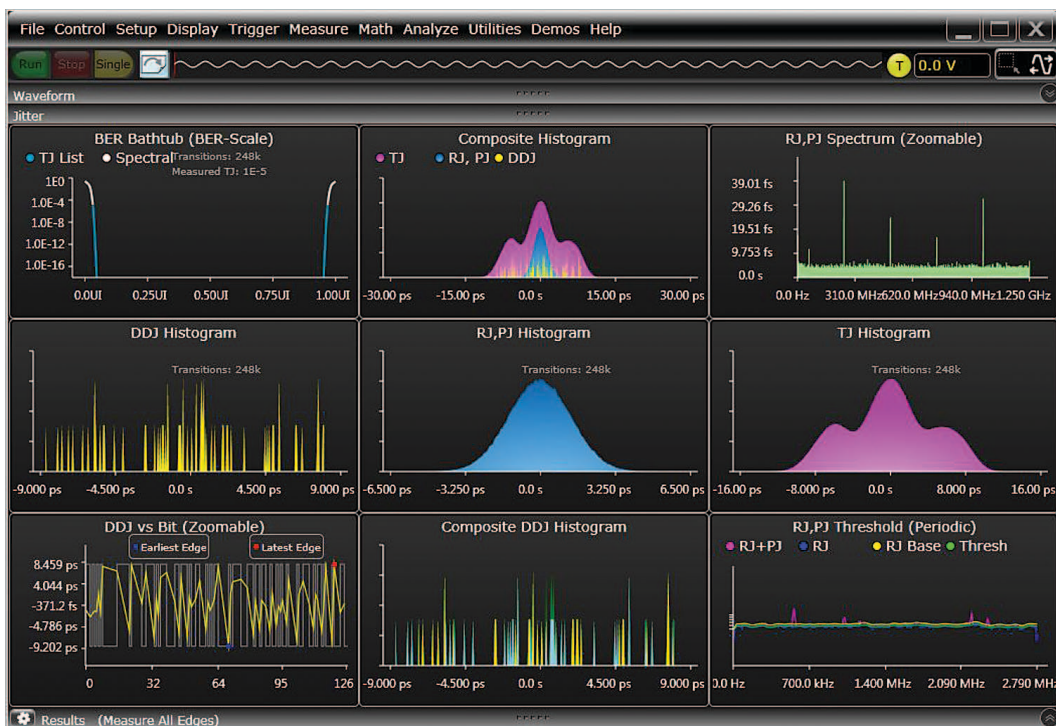 File Control Setup Display Trigger Measure Math Analyze Utilities Demos Help
Run Stop Single T 0.0 V
Waveform
Jitter
BER Bathtub (BER-Scale)
TJ List Spectral Transitions: 248k
Measured TJ: 1E-5
1E0
1.0E-4
1.0E-8
1.0E-12
1.0E-16
0.0UI 0.25UI 0.50UI 0.75UI 1.00UI
Composite Histogram
TJ RJ, PJ DDJ
-30.00 ps -15.00 ps 0.0 s 15.00 ps 30.00 ps
RJ,PJ Spectrum (Zoomable)
39.01 fs
29.26 fs
19.51 fs
9.753 fs
0.0 s
0.0 Hz 310.0 MHz 620.0 MHz 940.0 MHz 1.250 GHz
DDJ Histogram
Transitions: 248k
-9.000 ps -4.500 ps 0.0 s 4.500 ps 9.000 ps
RJ,PJ Histogram
Transitions: 248k
-6.500 ps -3.250 ps 0.0 s 3.250 ps 6.500 ps
TJ Histogram
Transitions: 248k
-16.00 ps -8.000 ps 0.0 s 8.000 ps 16.00 ps
DDJ vs Bit (Zoomable)
Earliest Edge Latest Edge
8.459 ps
4.044 ps
-371.2 fs
-4.786 ps
-9.202 ps
0 32 64 95 126
Composite DDJ Histogram
-9.000 ps -4.500 ps 0.0 s 4.500 ps 9.000 ps
RJ,PJ Threshold (Periodic)
RJ+PJ RJ RJ Base Thresh
0.0 Hz 700.0 kHz 1.400 MHz 2.090 MHz 2.790 MHz
Results (Measure All Edges)